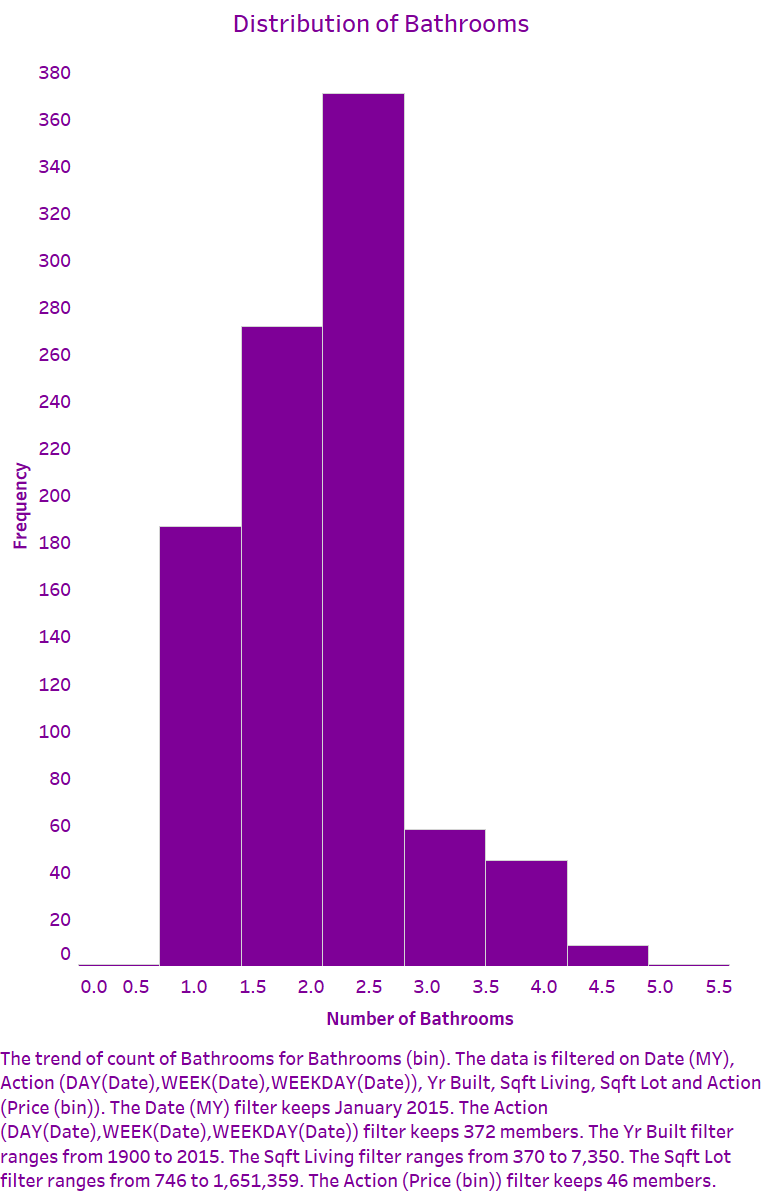 Distribution of Bathrooms
380
360
340
320
300
280
260
240
220
200
180
160
140
120
100
80
60
40
20
0
Frequency
0.0 0.5 1.0 1.5 2.0 2.5 3.0 3.5 4.0 4.5 5.0 5.5
Number of Bathrooms
The trend of count of Bathrooms for Bathrooms (bin). The data is filtered on Date (MY),
Action (DAY(Date),WEEK(Date),WEEKDAY(Date)), Yr Built, Sqft Living, Sqft Lot and Action
(Price (bin)). The Date (MY) filter keeps January 2015. The Action
(DAY(Date),WEEK(Date),WEEKDAY(Date)) filter keeps 372 members. The Yr Built filter
ranges from 1900 to 2015. The Sqft Living filter ranges from 370 to 7,350. The Sqft Lot
filter ranges from 746 to 1,651,359. The Action (Price (bin)) filter keeps 46 members.